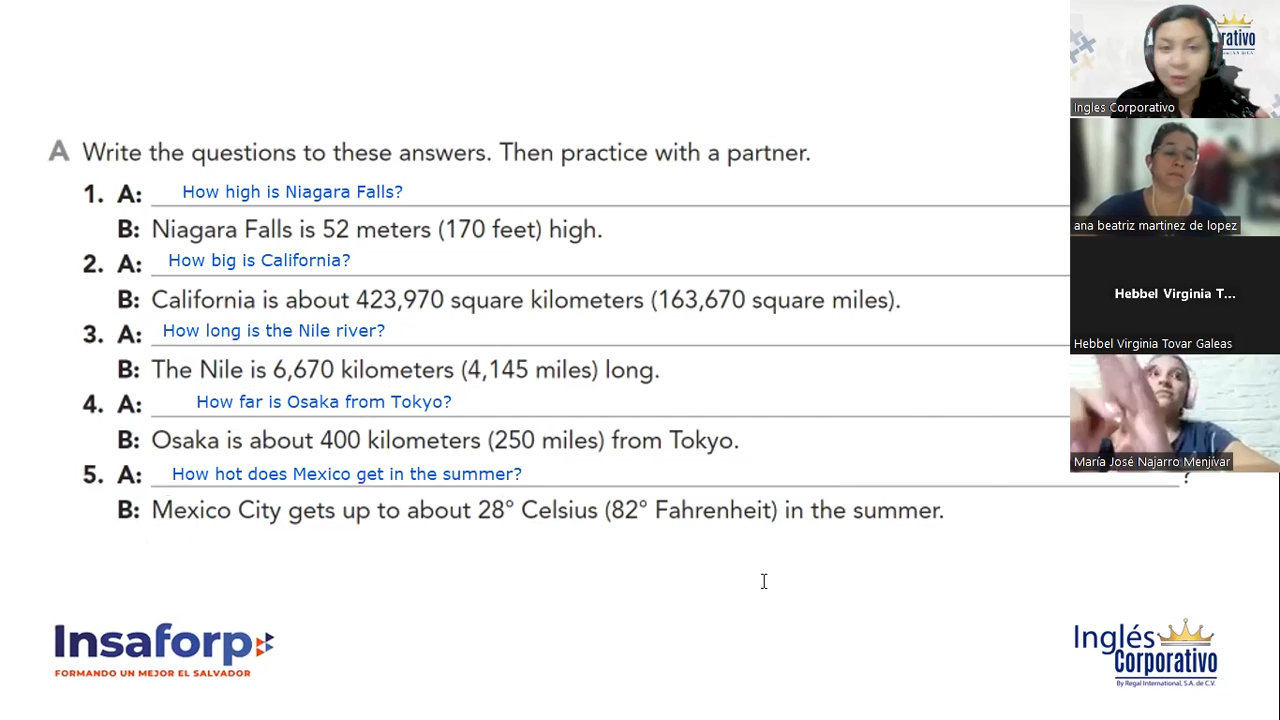 A Write the questions to these answers. Then practice with a partner.
1. A: How high is Niagara Falls?
B: Niagara Falls is 52 meters (170 feet) high.
2. A: How big is California?
B: California is about 423,970 square kilometers (163,670 square miles).
3. A: How long is the Nile river?
B: The Nile is 6,670 kilometers (4,145 miles) long.
4. A: How far is Osaka from Tokyo?
B: Osaka is about 400 kilometers (250 miles) from Tokyo.
5. A: How hot does Mexico get in the summer? ?
B: Mexico City gets up to about 28° Celsius (82° Fahrenheit) in the summer.
Insaforp
FORMANDO UN MEJOR EL SALVADOR
Inglés
Corporativo
By Regal International, S.A. de C.V.
rativo
Ingles Corporativo
ana beatriz martinez de lopez
Hebbel Virginia T...
Hebbel Virginia Tovar Galeas
María José Najarro Menjívar